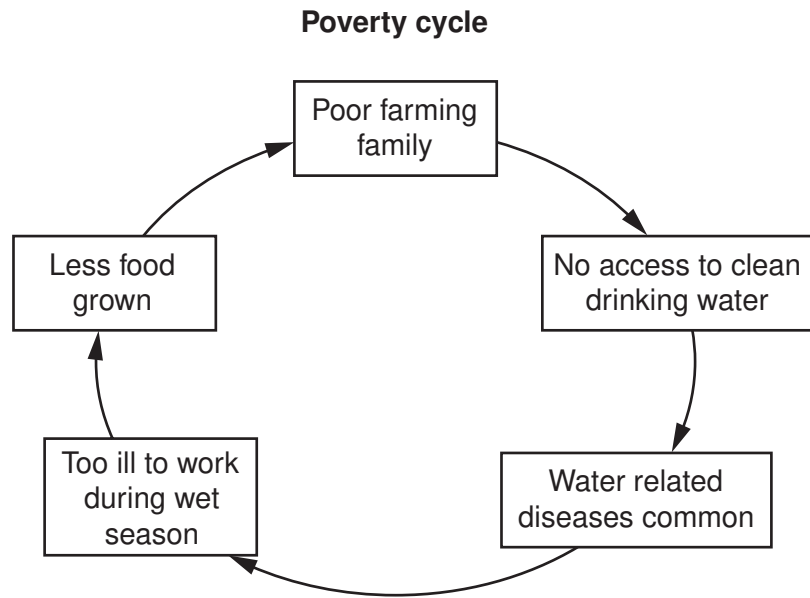 Poverty cycle
Poor farming
family
No access to clean
drinking water
Water related
diseases common
Too ill to work
during wet
season
Less food
grown